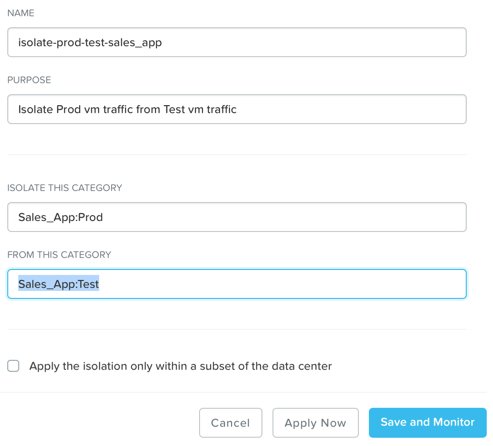 NAME
isolate-prod-test-sales_app
PURPOSE
Isolate Prod vm traffic from Test vm traffic
ISOLATE THIS CATEGORY
Sales_App:Prod
FROM THIS CATEGORY
Sales_App:Test
Apply the isolation only within a subset of the data center
Cancel Apply Now Save and Monitor